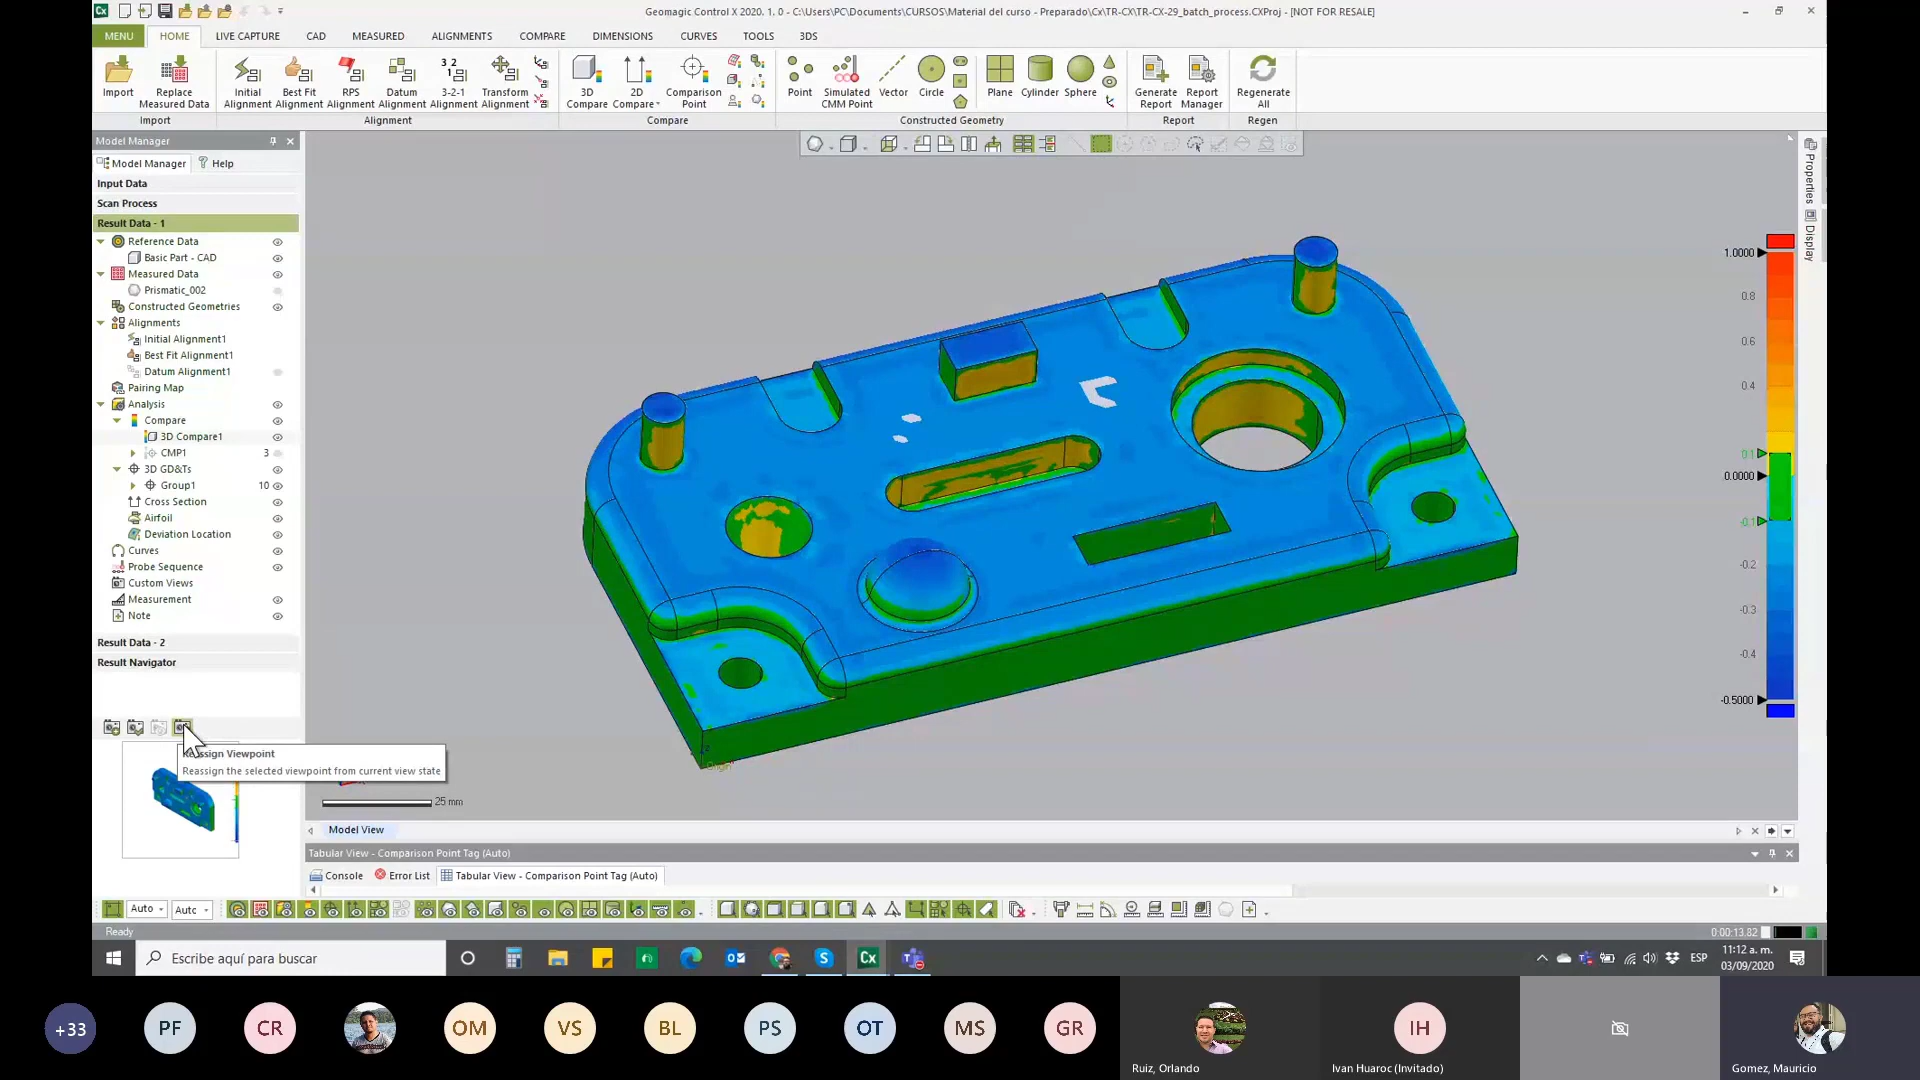 Geomagic Control X 2020. 1. 0 - C:\Users\PC\Documents\CURSOS\Material del curso - Preparado\Cx\TR-CX\TR-CX-29_batch_process.CXProj - [NOT FOR RESALE]
MENU HOME LIVE CAPTURE CAD MEASURED ALIGNMENTS COMPARE DIMENSIONS CURVES TOOLS 3DS
Import Replace Measured Data Initial Alignment Best Fit Alignment RPS Alignment Datum Alignment 3-2-1 Alignment Transform Alignment 3D Compare 2D Compare Comparison Point Point Simulated CMM Point Vector Circle Plane Cylinder Sphere Generate Report Report Manager Regenerate All
Import Alignment Compare Constructed Geometry Report Regen
Model Manager
Model Manager Help
Input Data
Scan Process
Result Data - 1
Reference Data
Basic Part - CAD
Measured Data
Prismatic_002
Constructed Geometries
Alignments
Initial Alignment1
Best Fit Alignment1
Datum Alignment1
Pairing Map
Analysis
Compare
3D Compare1
CMP1 3
3D GD&Ts
Group1 10
Cross Section
Airfoil
Deviation Location
Curves
Probe Sequence
Custom Views
Measurement
Note
Result Data - 2
Result Navigator
Viewpoint
Reassign the selected viewpoint from current view state
Properties
Display
1.0000
0.8
0.6
0.4
0.1
0.0000
-0.1
-0.2
-0.3
-0.4
-0.5000
25 mm
Model View
Tabular View - Comparison Point Tag (Auto)
Console Error List Tabular View - Comparison Point Tag (Auto)
Auto Autc
Ready
0:00:13.82
Escribe aquí para buscar
Cx
ESP
11:12 a. m.
03/09/2020
+33 PF CR OM VS BL PS OT MS GR IH
Ruiz, Orlando
Ivan Huaroc (Invitado)
Gomez, Mauricio